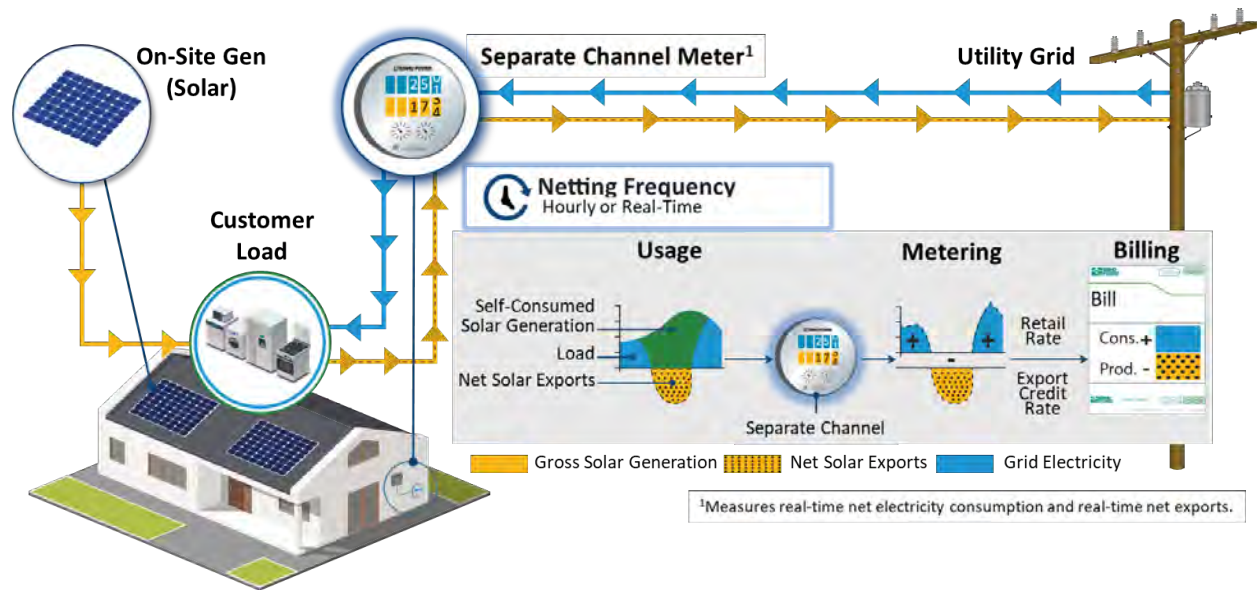 On-Site Gen
(Solar)
Separate Channel Meter1
Utility Grid
Netting Frequency
Hourly or Real-Time
Customer
Load
Usage
Metering
Billing
Self-Consumed
Solar Generation
Load
Net Solar Exports
Separate Channel
Retail
Rate
Export
Credit
Rate
Bill
Cons.+
Prod. -
Gross Solar Generation
Net Solar Exports
Grid Electricity
1Measures real-time net electricity consumption and real-time net exports.